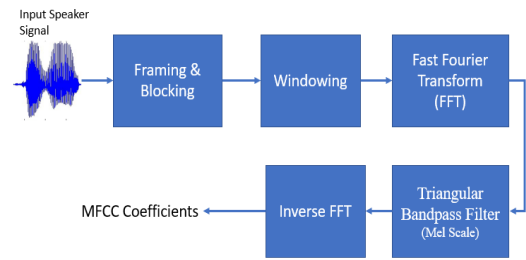 Input Speaker
Signal
Framing &
Blocking
Windowing
Fast Fourier
Transform
(FFT)
Triangular
Bandpass Filter
(Mel Scale)
Inverse FFT
MFCC Coefficients